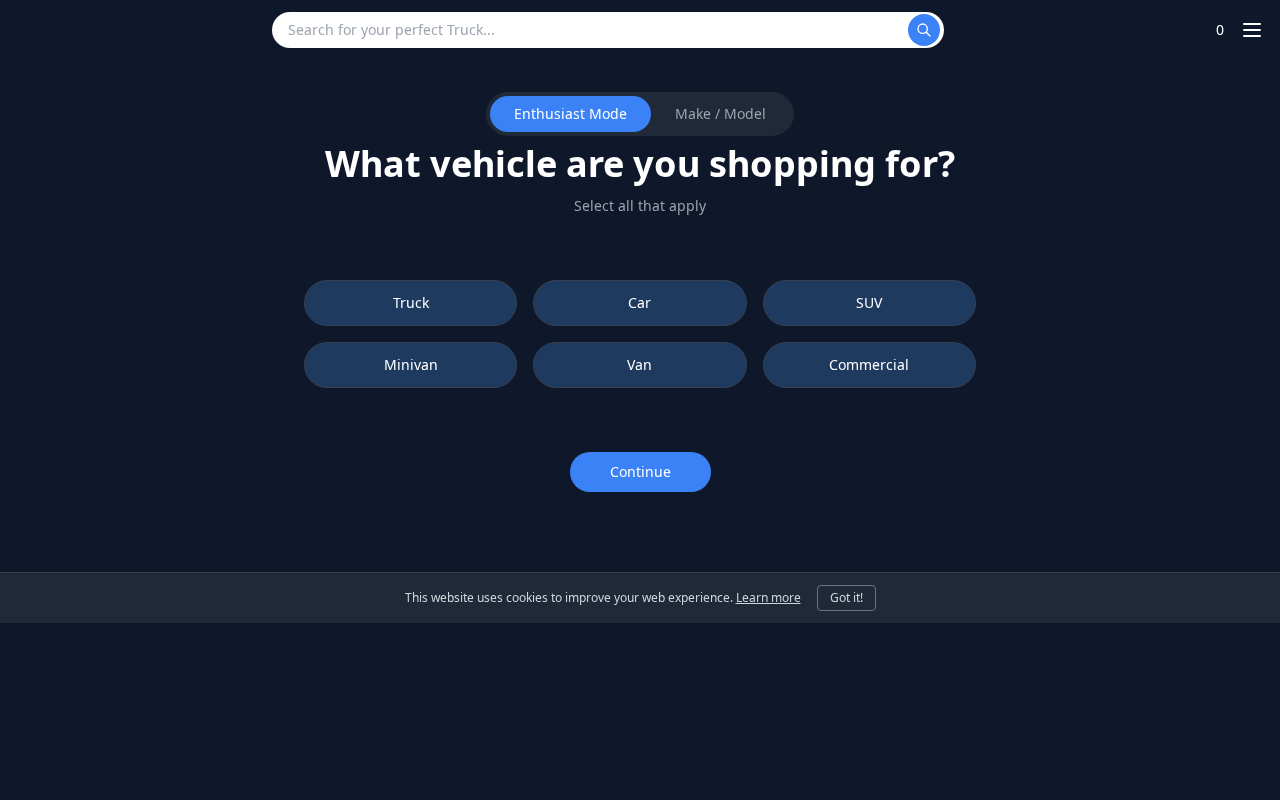 Search for your perfect Truck...
0
Enthusiast Mode
Make / Model
What vehicle are you shopping for?
Select all that apply
Truck
Car
SUV
Minivan
Van
Commercial
Continue
This website uses cookies to improve your web experience. Learn more
Got it!